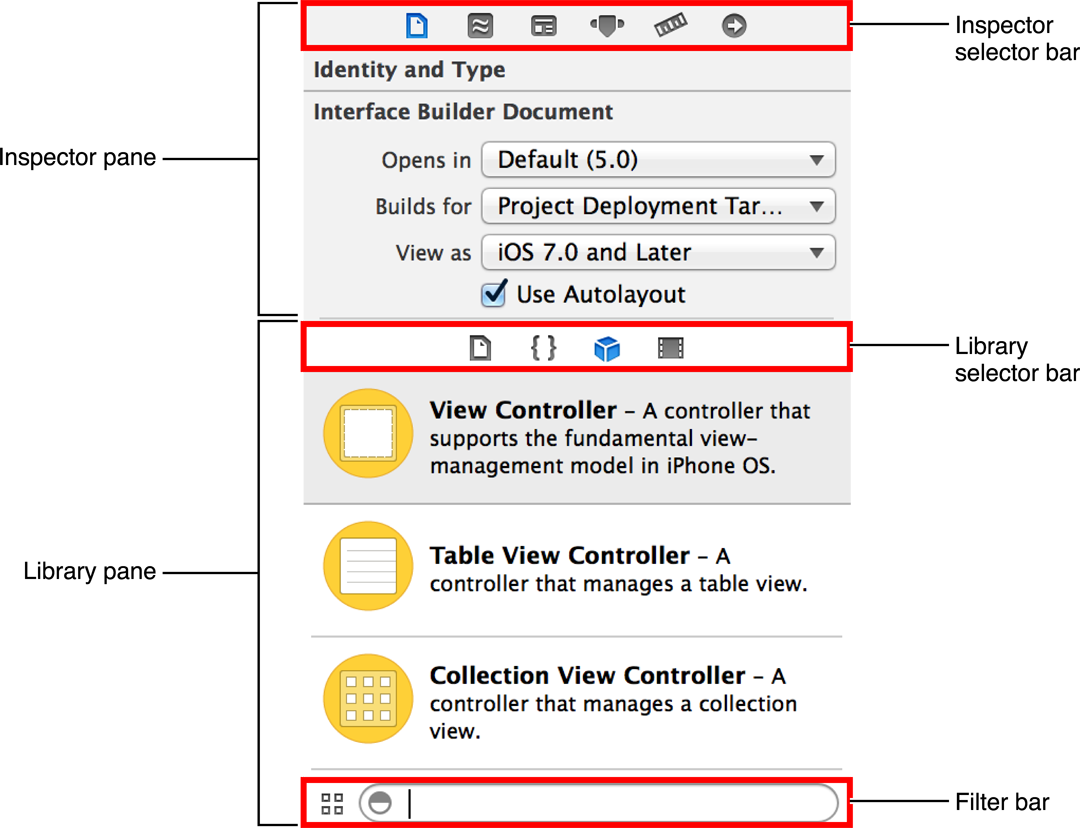 Inspector
selector bar
Identity and Type
Interface Builder Document
Inspector pane
Opens in Default (5.0)
Builds for Project Deployment Tar...
View as iOS 7.0 and Later
Use Autolayout
{ }
Library
selector bar
View Controller – A controller that
supports the fundamental view-
management model in iPhone OS.
Library pane
Table View Controller – A
controller that manages a table view.
Collection View Controller – A
controller that manages a collection
view.
Filter bar